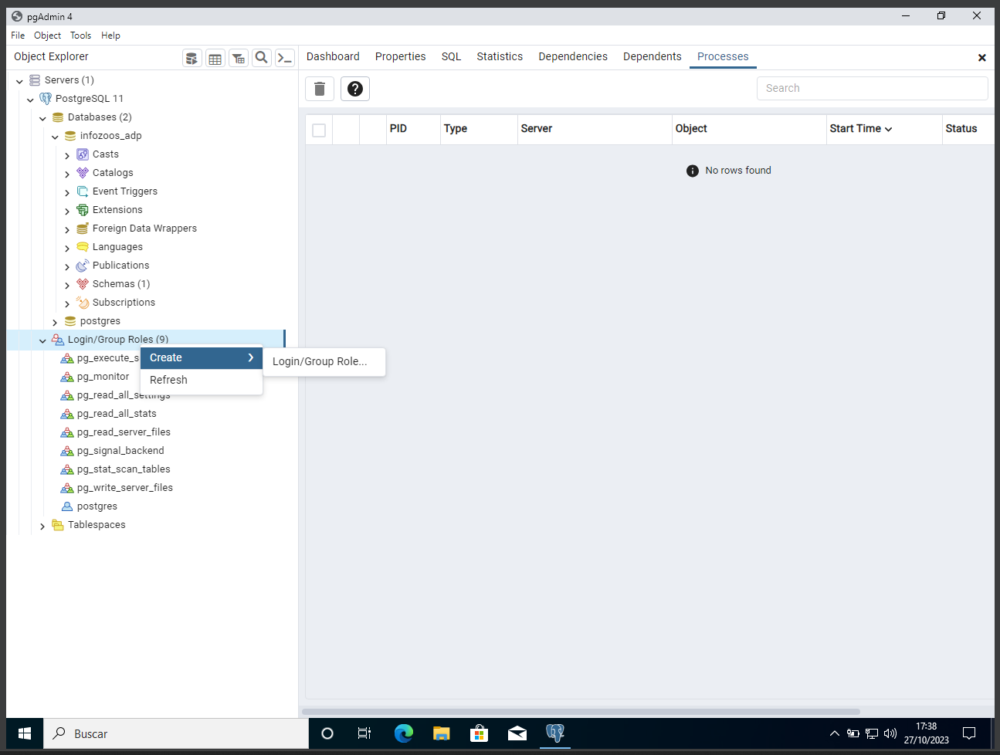 pgAdmin 4
File Object Tools Help
Object Explorer
Dashboard Properties SQL Statistics Dependencies Dependents Processes
Search
PID Type Server Object Start Time Status
No rows found
Servers (1)
PostgreSQL 11
Databases (2)
infozoos_adp
Casts
Catalogs
Event Triggers
Extensions
Foreign Data Wrappers
Languages
Publications
Schemas (1)
Subscriptions
postgres
Login/Group Roles (9)
pg_execute_s
Create
Login/Group Role...
pg_monitor
Refresh
pg_read_all_settings
pg_read_all_stats
pg_read_server_files
pg_signal_backend
pg_stat_scan_tables
pg_write_server_files
postgres
Tablespaces
Buscar
17:38
27/10/2023